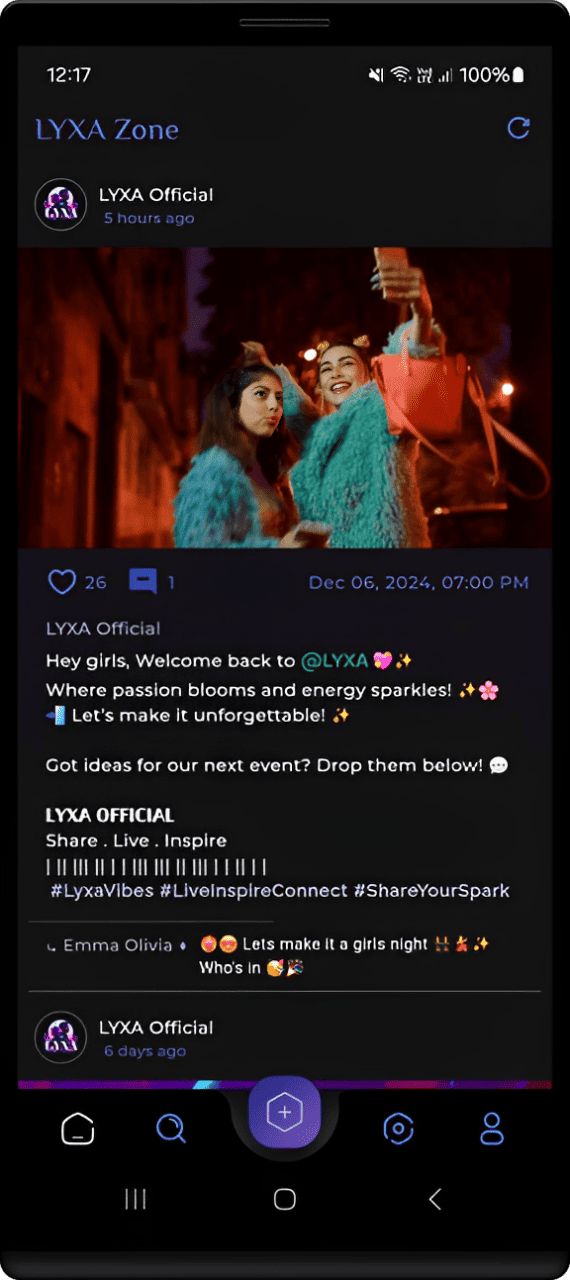 12:17
100%
LYXA Zone
LYXA Official
5 hours ago
26
1
Dec 06, 2024, 07:00 PM
LYXA Official
Hey girls, Welcome back to @LYXA 💖✨
Where passion blooms and energy sparkles! ✨🌸
📲 Let's make it unforgettable! ✨
Got ideas for our next event? Drop them below! 💬
LYXA OFFICIAL
Share . Live . Inspire
#LyxaVibes #LiveInspireConnect #ShareYourSpark
Emma Olivia
Lets make it a girls night
Who's in
LYXA Official
6 days ago